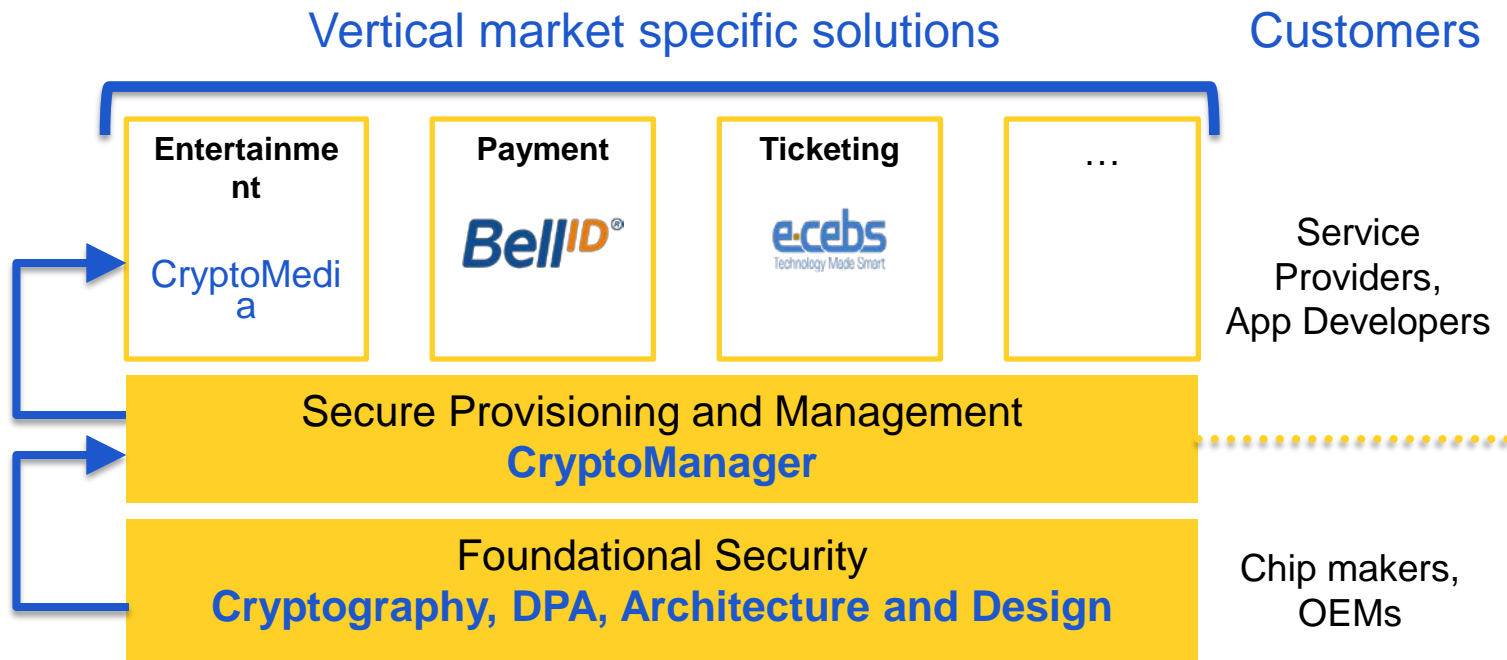 Vertical market specific solutions
Customers
Entertainme
nt
CryptoMedi
a
Payment
BellID®
Ticketing
e·cebs
Technology Made Smart
...
Service
Providers,
App Developers
Secure Provisioning and Management
CryptoManager
Foundational Security
Cryptography, DPA, Architecture and Design
Chip makers,
OEMs